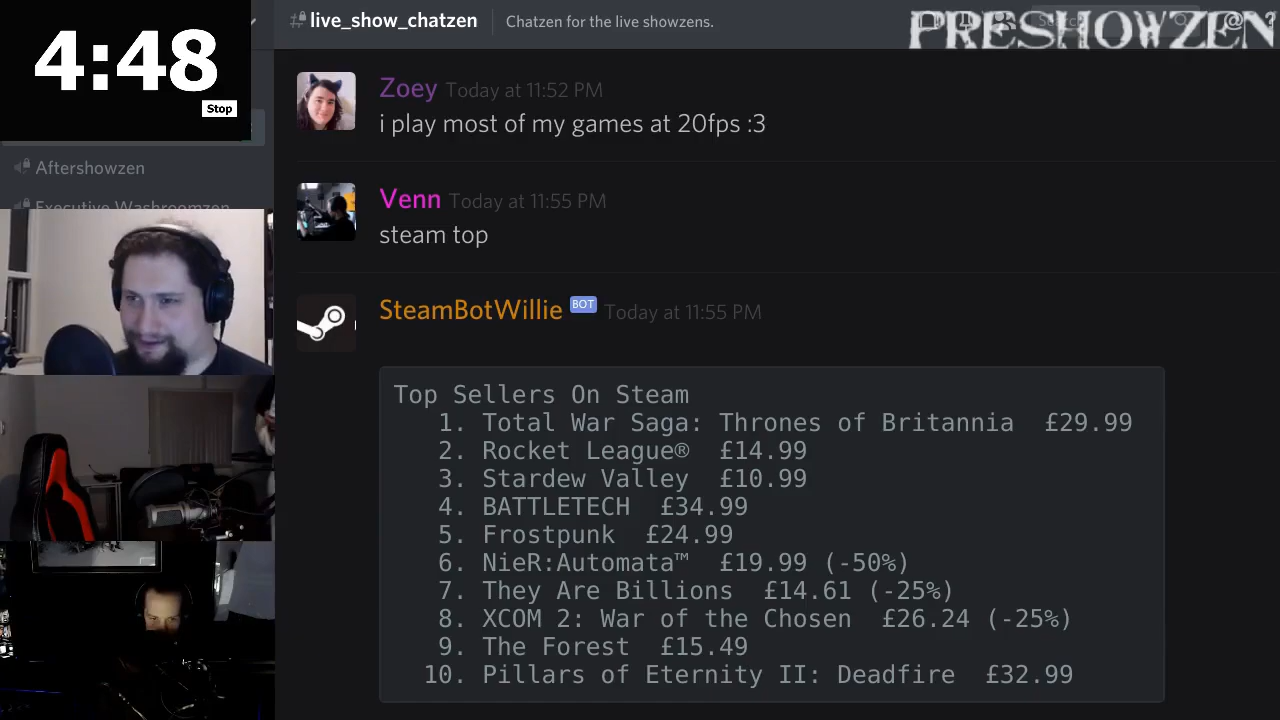 4:48
Stop
live_show_chatzen
Chatzen for the live showzens.
PRESHOWZEN
Search
Aftershowzen
Executive Washroomzen
Zoey Today at 11:52 PM
i play most of my games at 20fps :3
Venn Today at 11:55 PM
steam top
SteamBotWillie BOT Today at 11:55 PM
Top Sellers On Steam
1. Total War Saga: Thrones of Britannia £29.99
2. Rocket League® £14.99
3. Stardew Valley £10.99
4. BATTLETECH £34.99
5. Frostpunk £24.99
6. NieR:Automata™ £19.99 (-50%)
7. They Are Billions £14.61 (-25%)
8. XCOM 2: War of the Chosen £26.24 (-25%)
9. The Forest £15.49
10. Pillars of Eternity II: Deadfire £32.99